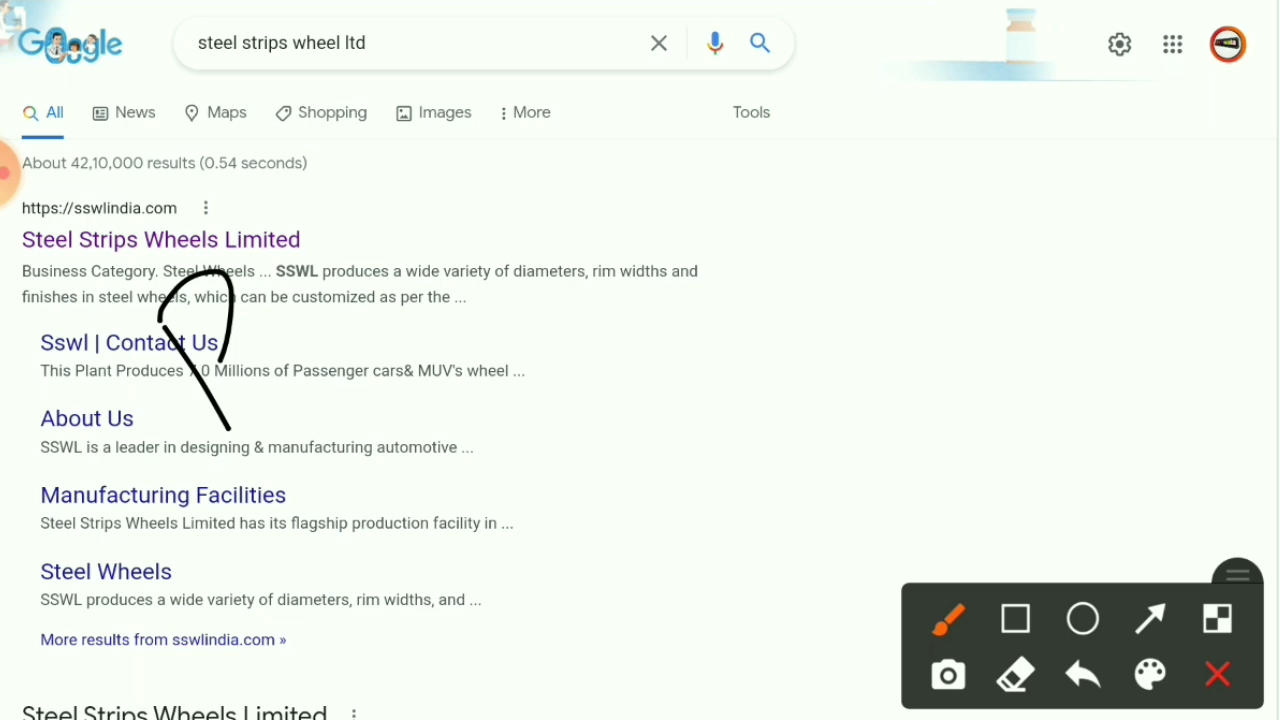 Google
steel strips wheel ltd
All News Maps Shopping Images More Tools
About 42,10,000 results (0.54 seconds)
https://sswlindia.com
Steel Strips Wheels Limited
Business Category. Steel Wheels ... SSWL produces a wide variety of diameters, rim widths and
finishes in steel wheels, which can be customized as per the ...
Sswl | Contact Us
This Plant Produces 7.0 Millions of Passenger cars& MUV's wheel ...
About Us
SSWL is a leader in designing & manufacturing automotive ...
Manufacturing Facilities
Steel Strips Wheels Limited has its flagship production facility in ...
Steel Wheels
SSWL produces a wide variety of diameters, rim widths, and ...
More results from sswlindia.com »
Steel Strips Wheels Limited